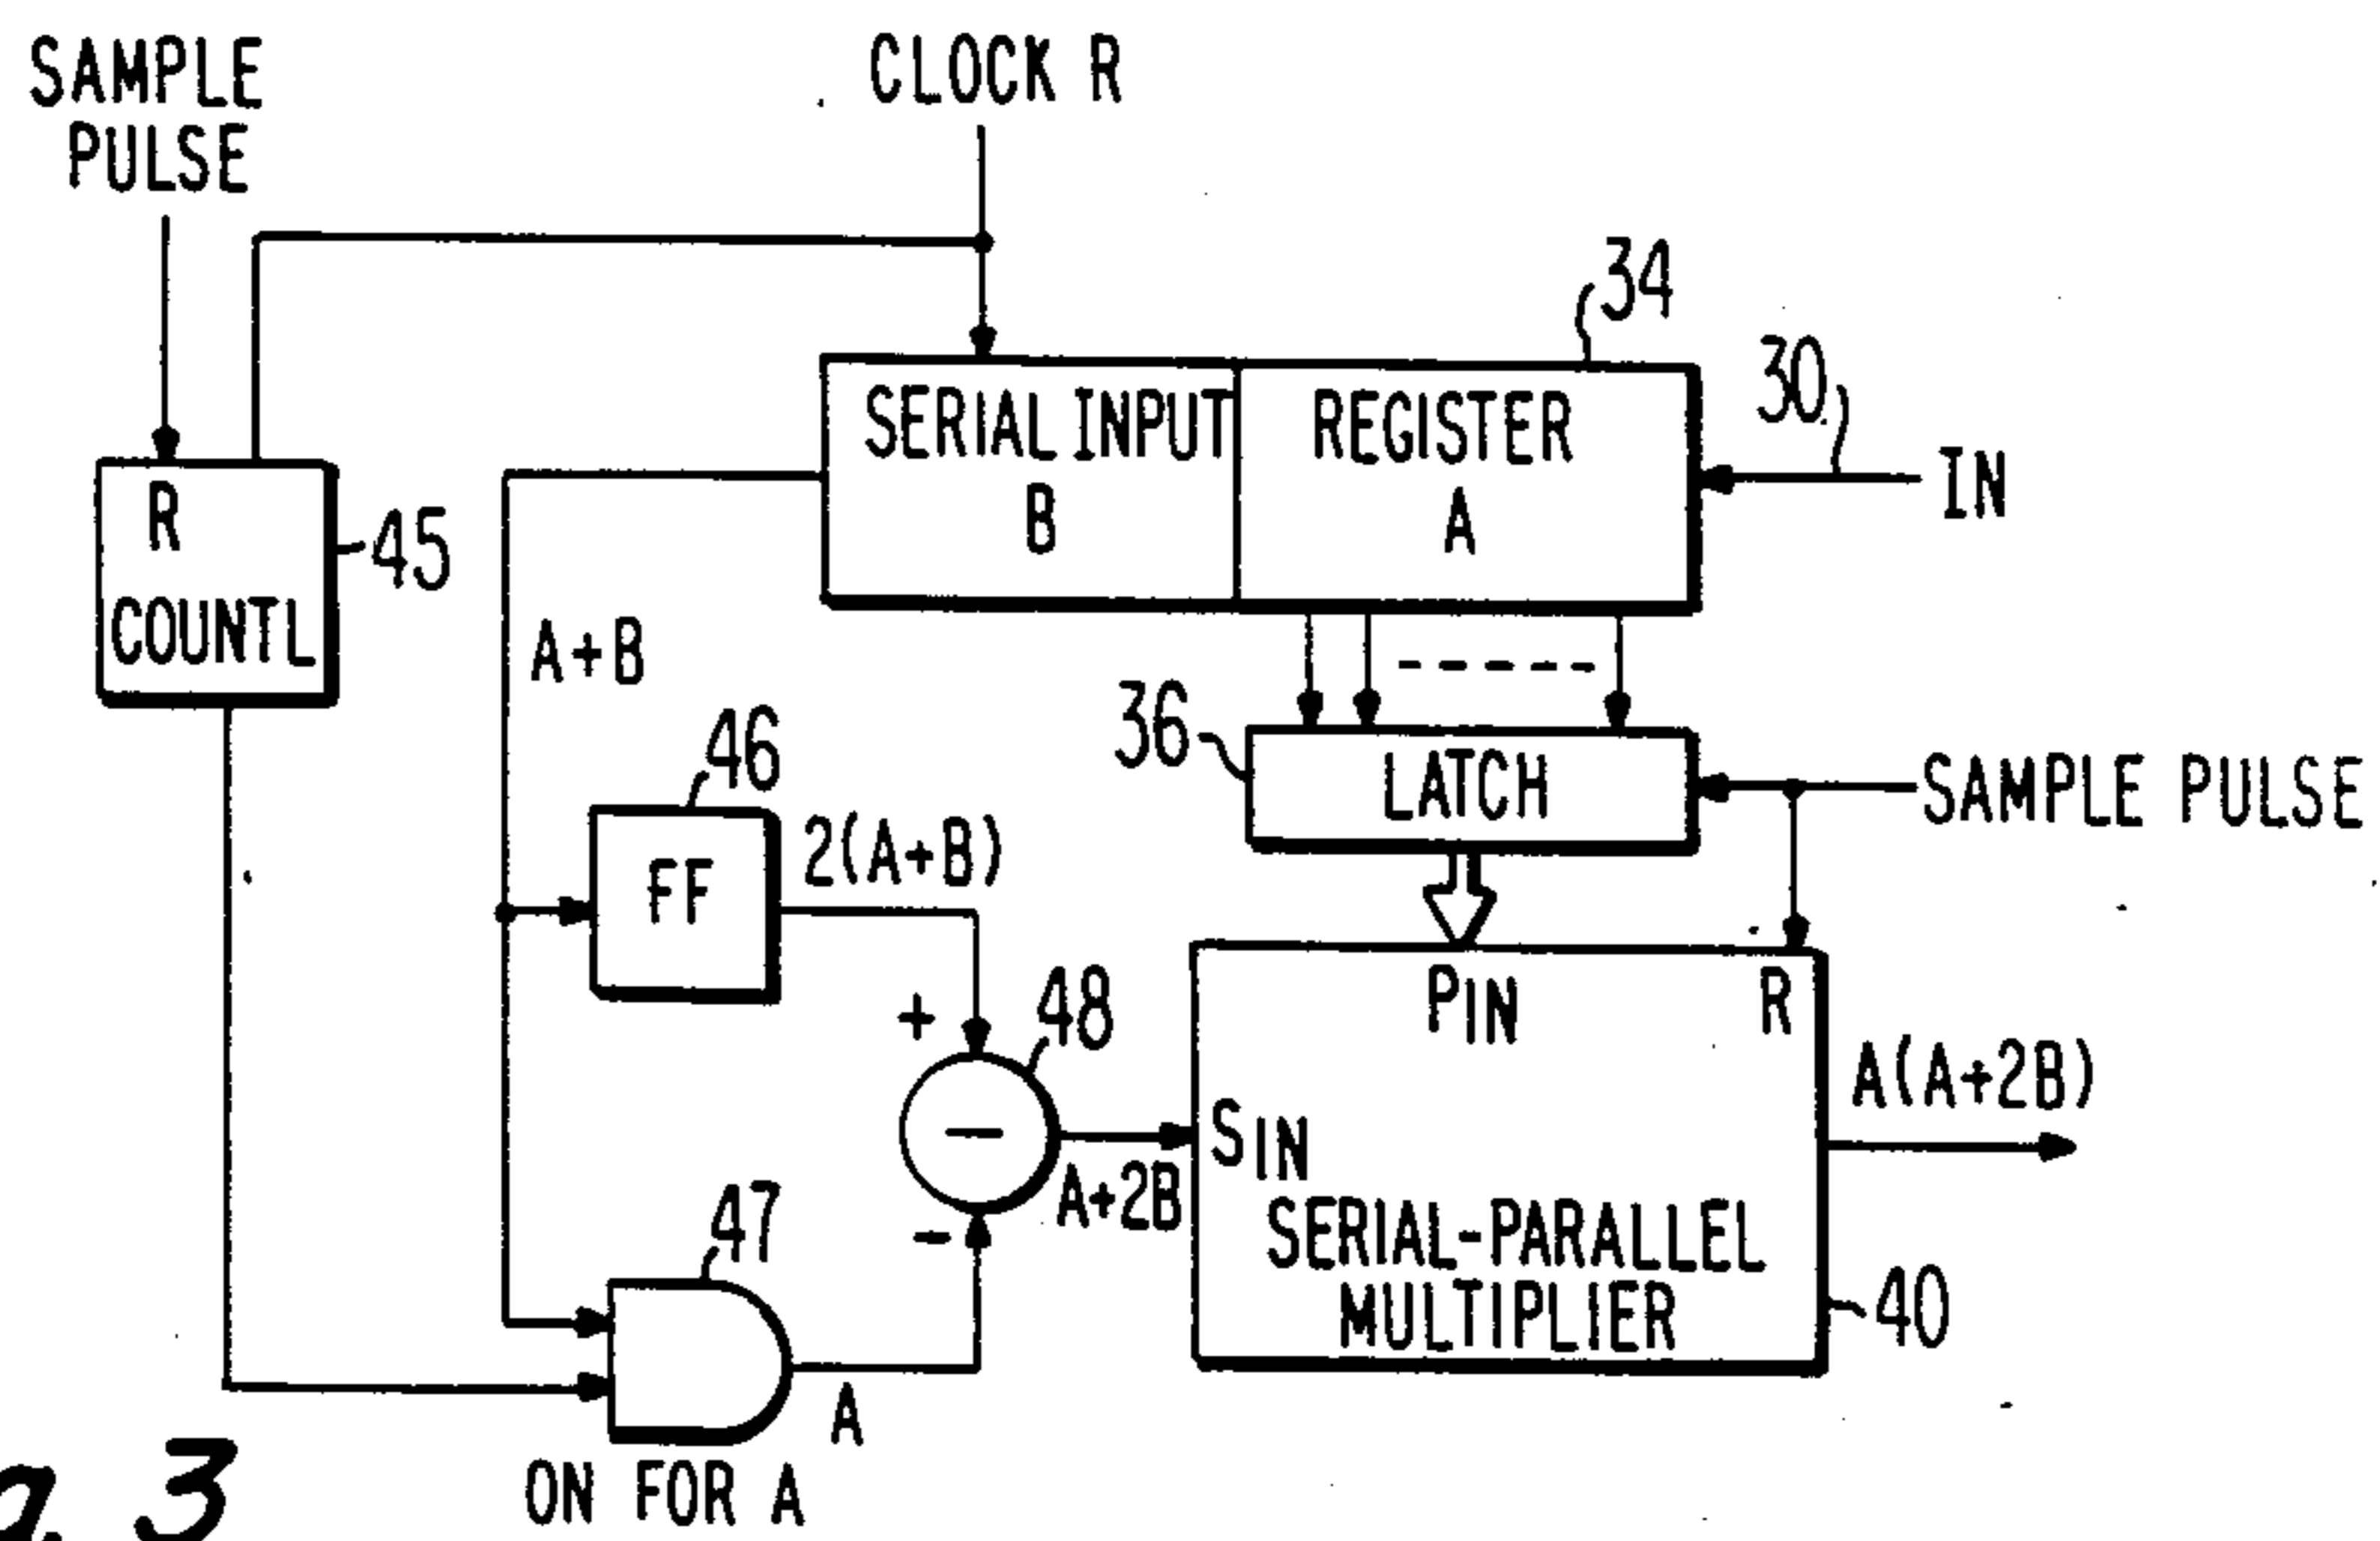 SAMPLE
PULSE
CLOCK R
34
30
IN
SERIAL INPUT
B
REGISTER
A
R
COUNTL
45
A+B
36
LATCH
SAMPLE PULSE
46
FF
2(A+B)
+
48
-
-
A+2B
PIN
R
SIN
SERIAL-PARALLEL
MULTIPLIER
A(A+2B)
40
47
A
ON FOR A
3